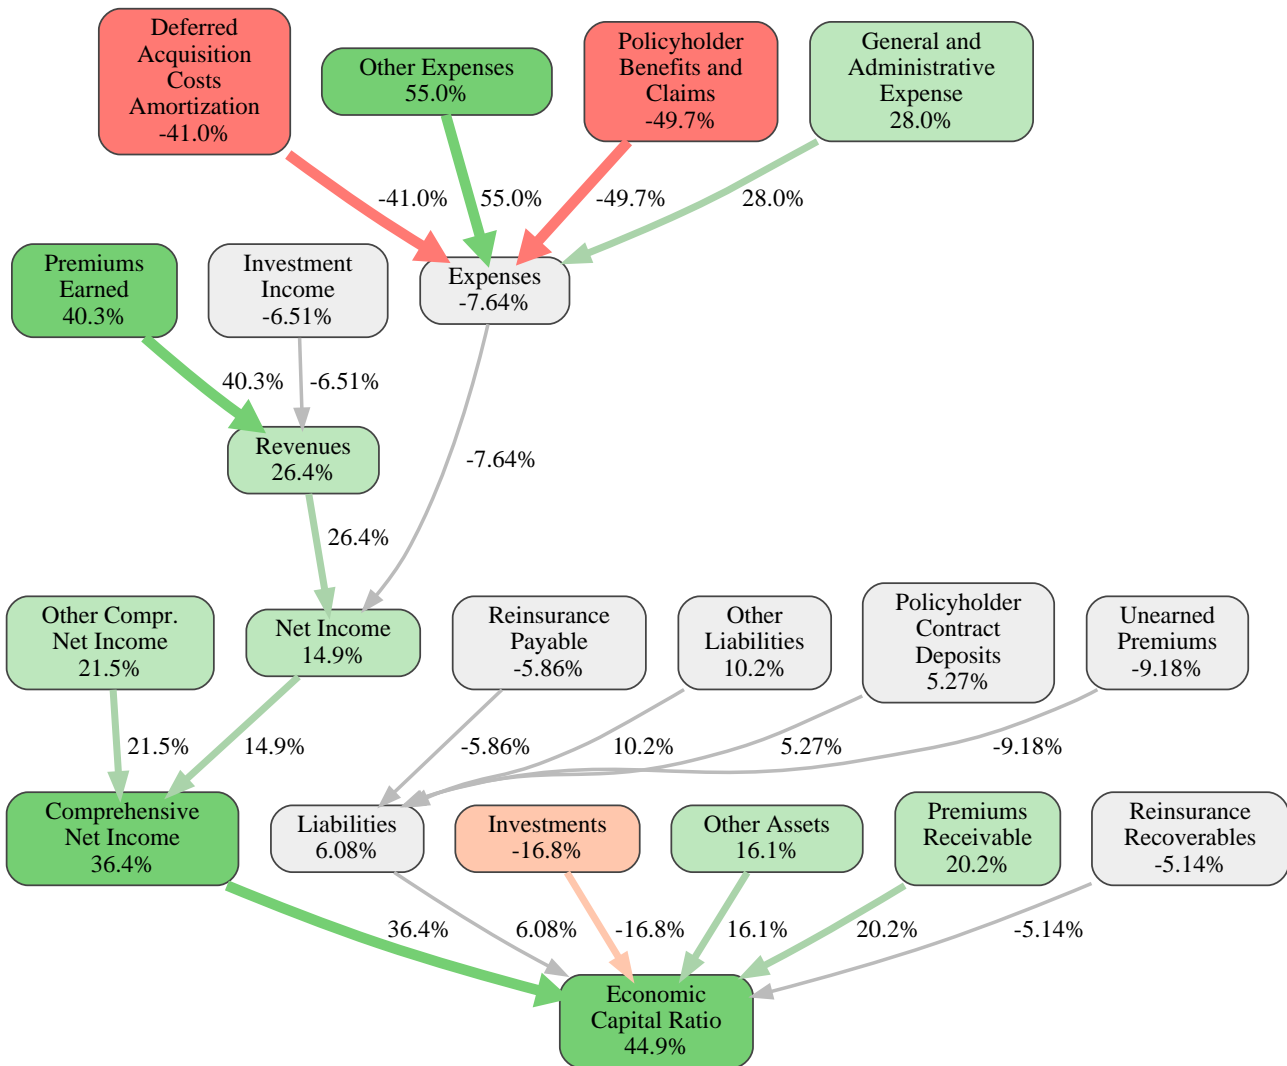 Deferred
Acquisition
Costs
Amortization
-41.0%
Other Expenses
55.0%
Policyholder
Benefits and
Claims
-49.7%
General and
Administrative
Expense
28.0%
-41.0%
55.0%
-49.7%
28.0%
Premiums
Earned
40.3%
Investment
Income
-6.51%
Expenses
-7.64%
40.3%
-6.51%
Revenues
26.4%
-7.64%
26.4%
Other Compr.
Net Income
21.5%
Net Income
14.9%
Reinsurance
Payable
-5.86%
Other
Liabilities
10.2%
Policyholder
Contract
Deposits
5.27%
Unearned
Premiums
-9.18%
21.5%
14.9%
-5.86%
10.2%
5.27%
-9.18%
Comprehensive
Net Income
36.4%
Liabilities
6.08%
Investments
-16.8%
Other Assets
16.1%
Premiums
Receivable
20.2%
Reinsurance
Recoverables
-5.14%
36.4%
6.08%
-16.8%
16.1%
20.2%
-5.14%
Economic
Capital Ratio
44.9%